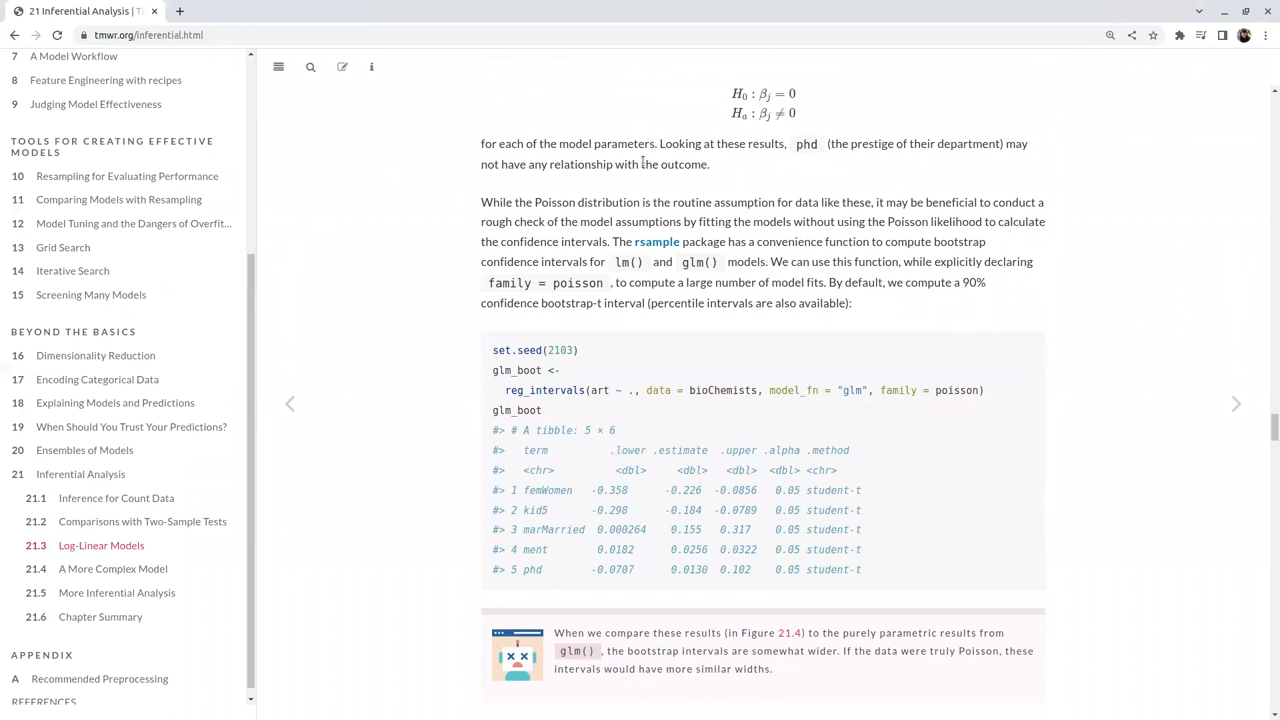 21 Inferential Analysis | Ti
tmwr.org/inferential.html
7 A Model Workflow
8 Feature Engineering with recipes
9 Judging Model Effectiveness
TOOLS FOR CREATING EFFECTIVE
MODELS
10 Resampling for Evaluating Performance
11 Comparing Models with Resampling
12 Model Tuning and the Dangers of Overfit...
13 Grid Search
14 Iterative Search
15 Screening Many Models
BEYOND THE BASICS
16 Dimensionality Reduction
17 Encoding Categorical Data
18 Explaining Models and Predictions
19 When Should You Trust Your Predictions?
20 Ensembles of Models
21 Inferential Analysis
21.1 Inference for Count Data
21.2 Comparisons with Two-Sample Tests
21.3 Log-Linear Models
21.4 A More Complex Model
21.5 More Inferential Analysis
21.6 Chapter Summary
APPENDIX
A Recommended Preprocessing
REFERENCES
H₀ : βⱼ = 0
Hₐ : βⱼ ≠ 0
for each of the model parameters. Looking at these results, phd (the prestige of their department) may
not have any relationship with the outcome.
While the Poisson distribution is the routine assumption for data like these, it may be beneficial to conduct a
rough check of the model assumptions by fitting the models without using the Poisson likelihood to calculate
the confidence intervals. The rsample package has a convenience function to compute bootstrap
confidence intervals for lm() and glm() models. We can use this function, while explicitly declaring
family = poisson , to compute a large number of model fits. By default, we compute a 90%
confidence bootstrap-t interval (percentile intervals are also available):
set.seed(2103)
glm_boot <-
reg_intervals(art ~ ., data = bioChemists, model_fn = "glm", family = poisson)
glm_boot
#> # A tibble: 5 × 6
#> term .lower .estimate .upper .alpha .method
#> <chr> <dbl> <dbl> <dbl> <dbl> <chr>
#> 1 femWomen -0.358 -0.226 -0.0856 0.05 student-t
#> 2 kid5 -0.298 -0.184 -0.0789 0.05 student-t
#> 3 marMarried 0.000264 0.155 0.317 0.05 student-t
#> 4 ment 0.0182 0.0256 0.0322 0.05 student-t
#> 5 phd -0.0707 0.0130 0.102 0.05 student-t
When we compare these results (in Figure 21.4) to the purely parametric results from
glm() , the bootstrap intervals are somewhat wider. If the data were truly Poisson, these
intervals would have more similar widths.